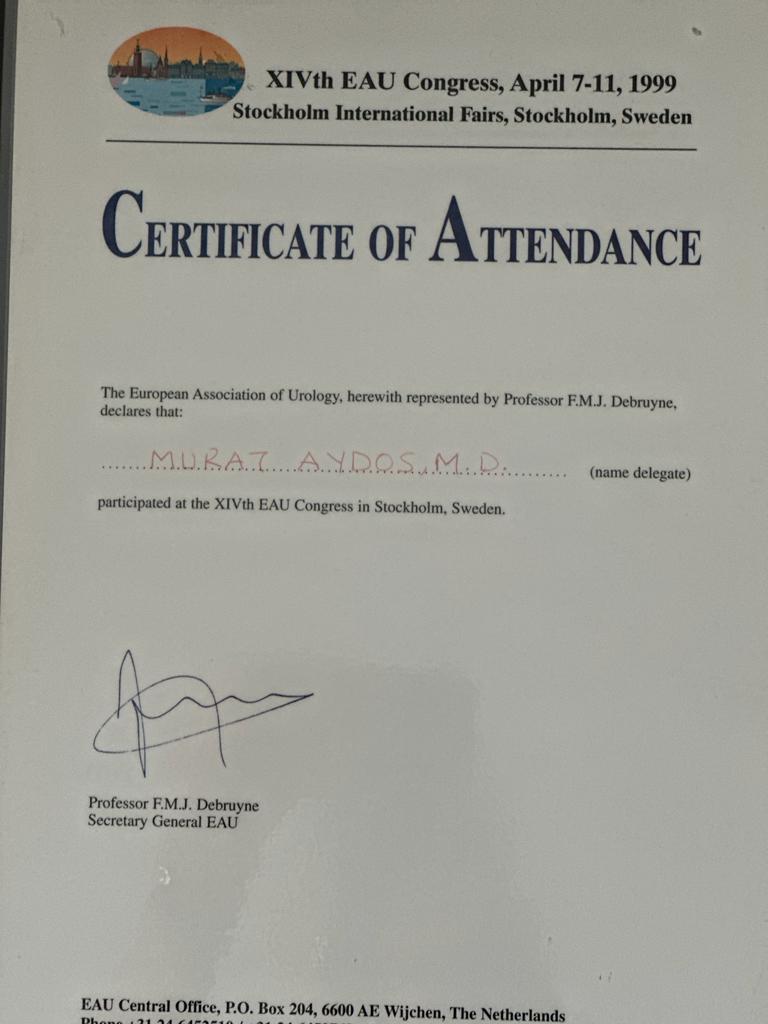 XIVth EAU Congress, April 7-11, 1999
Stockholm International Fairs, Stockholm, Sweden
CERTIFICATE OF ATTENDANCE
The European Association of Urology, herewith represented by Professor F.M.J. Debruyne,
declares that:
MURAT AYDOS, M.D. (name delegate)
participated at the XIVth EAU Congress in Stockholm, Sweden.
Professor F.M.J. Debruyne
Secretary General EAU
EAU Central Office, P.O. Box 204, 6600 AE Wijchen, The Netherlands
Phone